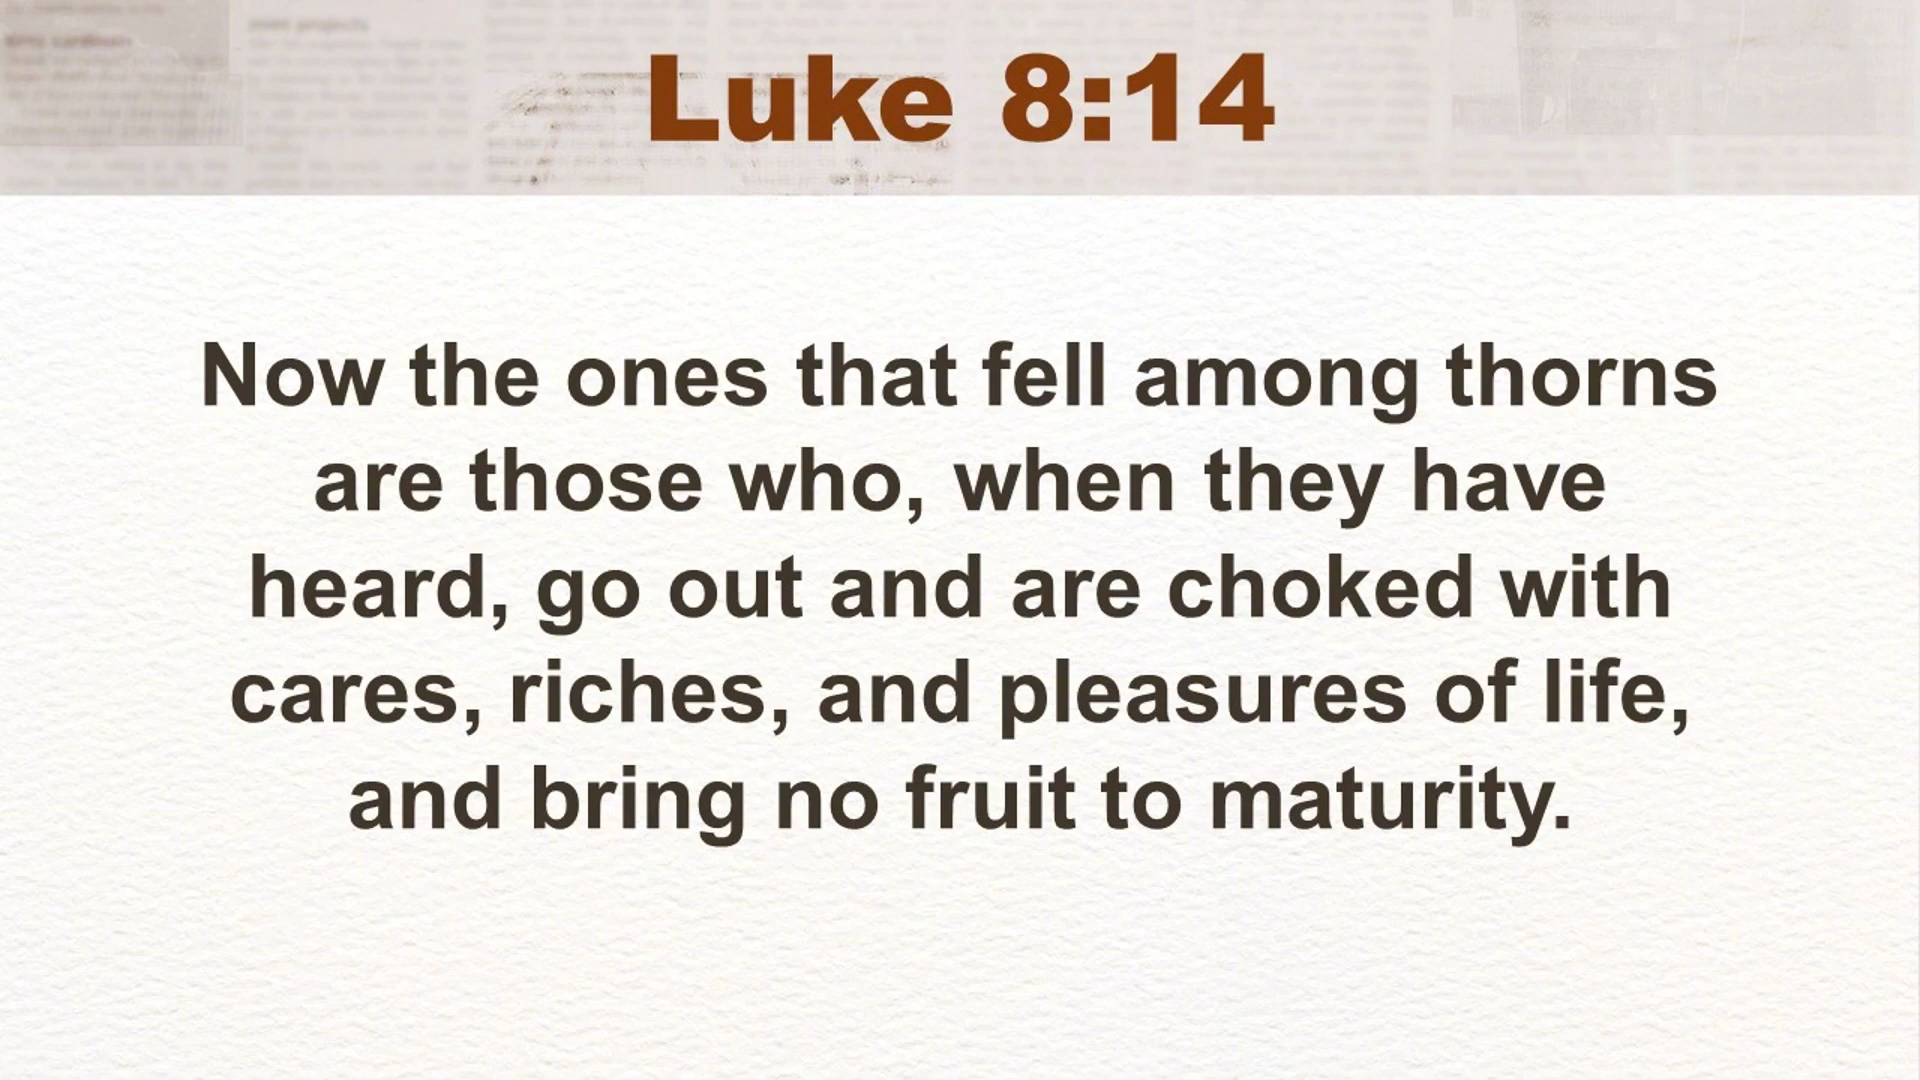 Luke 8:14
Now the ones that fell among thorns
are those who, when they have
heard, go out and are choked with
cares, riches, and pleasures of life,
and bring no fruit to maturity.